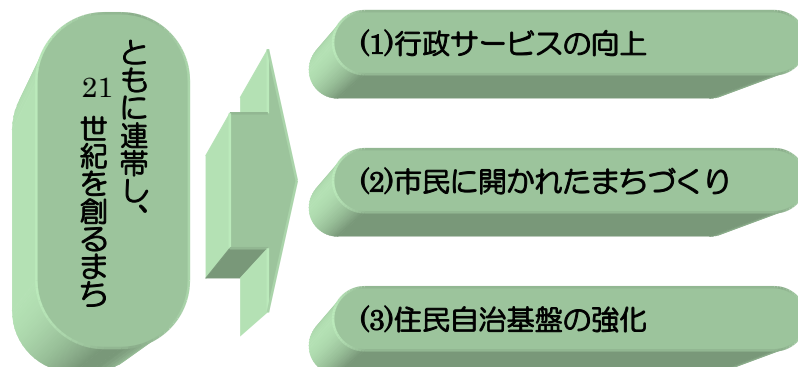 ともに連帯し、
21世紀を創るまち
(1)行政サービスの向上
(2)市民に開かれたまちづくり
(3)住民自治基盤の強化